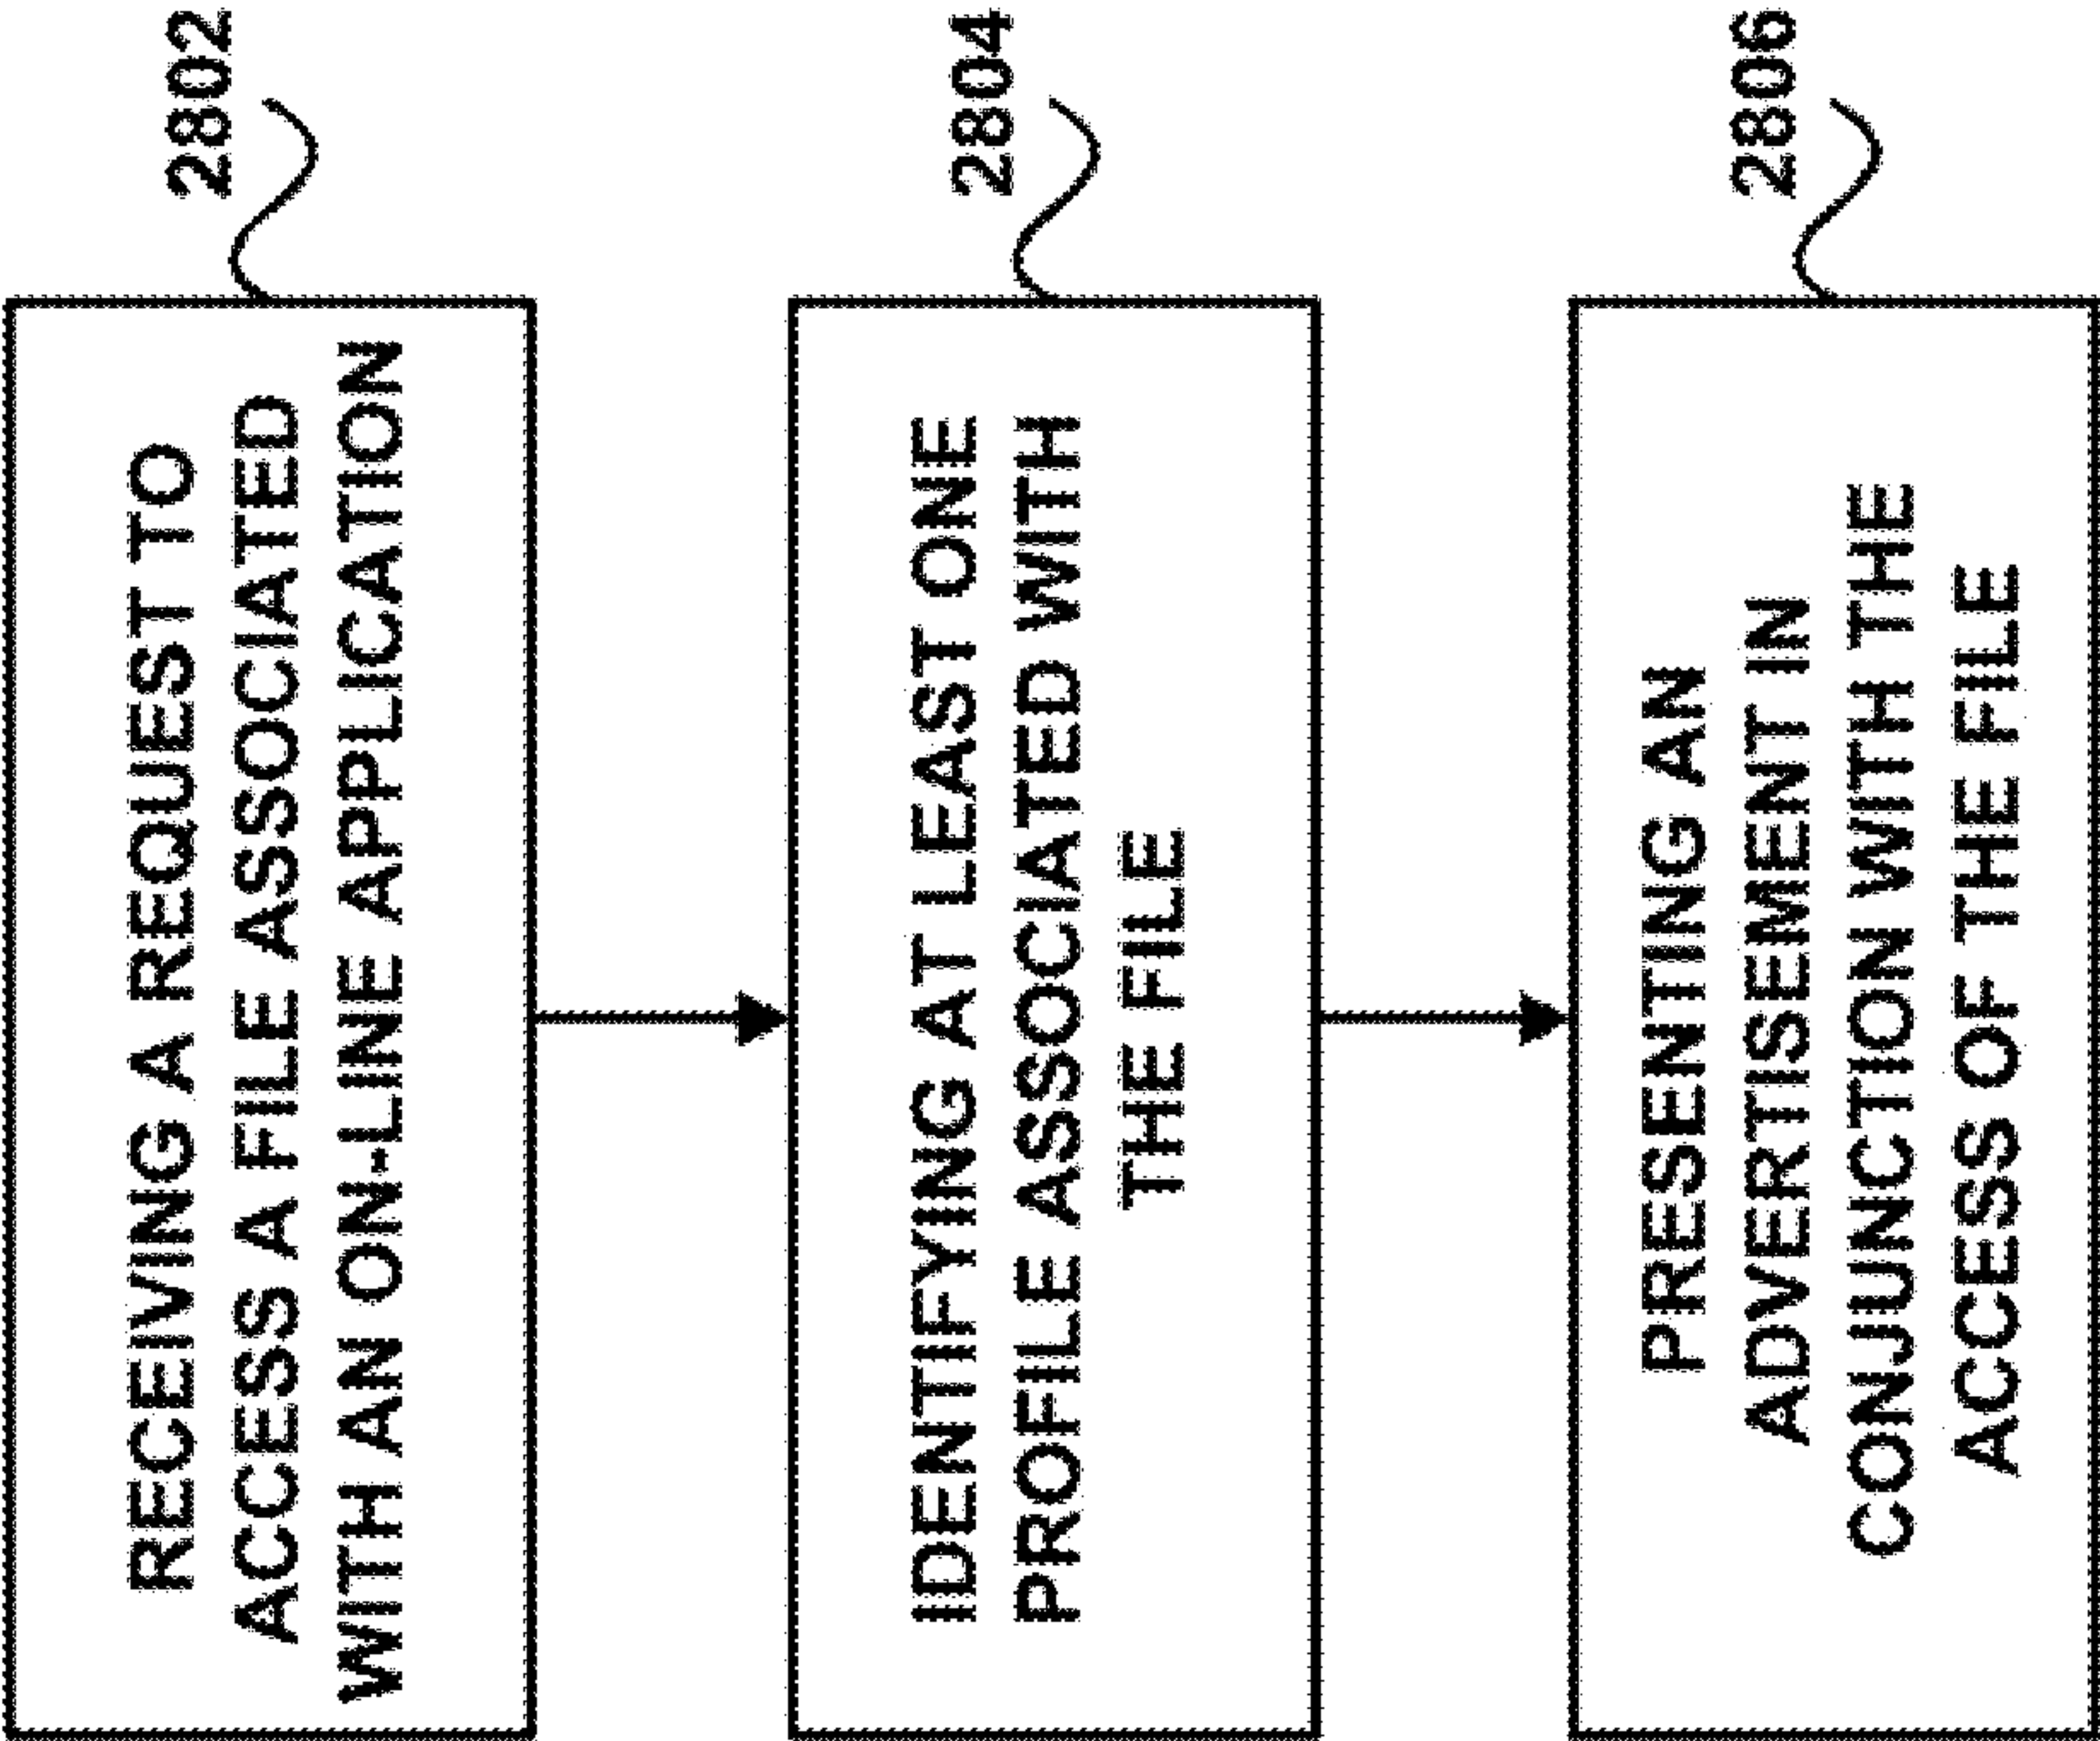 RECEIVING A REQUEST TO
ACCESS A FILE ASSOCIATED
WITH AN ON-LINE APPLICATION
2802
IDENTIFYING AT LEAST ONE
PROFILE ASSOCIATED WITH
THE FILE
2804
PRESENTING AN
ADVERTISEMENT IN
CONJUNCTION WITH THE
ACCESS OF THE FILE
2806